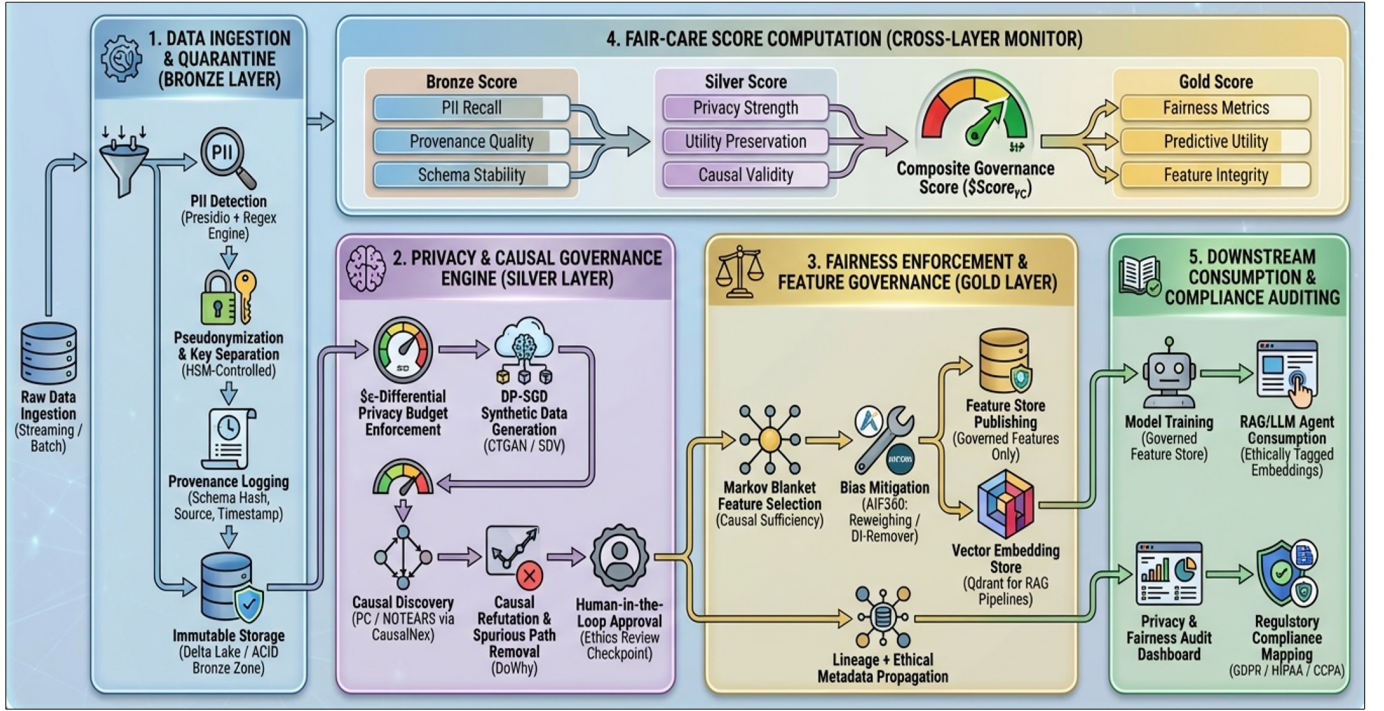 1. DATA INGESTION
& QUARANTINE
(BRONZE LAYER)
PII
PII Detection
(Presidio + Regex
Engine)
Pseudonymization
& Key Separation
(HSM-Controlled)
Provenance Logging
(Schema Hash,
Source, Timestamp)
Immutable Storage
(Delta Lake / ACID
Bronze Zone)
Raw Data
Ingestion
(Streaming /
Batch)
4. FAIR-CARE SCORE COMPUTATION (CROSS-LAYER MONITOR)
Bronze Score
PII Recall
Provenance Quality
Schema Stability
Silver Score
Privacy Strength
Utility Preservation
Causal Validity
Composite Governance
Score ($Score_YC)
Gold Score
Fairness Metrics
Predictive Utility
Feature Integrity
2. PRIVACY & CAUSAL GOVERNANCE
ENGINE (SILVER LAYER)
$ε-Differential
Privacy Budget
Enforcement
DP-SGD
Synthetic Data
Generation
(CTGAN / SDV)
Causal Discovery
(PC / NOTEARS via
CausalNex)
Causal
Refutation &
Spurious Path
Removal
(DoWhy)
Human-in-the-
Loop Approval
(Ethics Review
Checkpoint)
3. FAIRNESS ENFORCEMENT &
FEATURE GOVERNANCE (GOLD LAYER)
Markov Blanket
Feature Selection
(Causal Sufficiency)
Bias Mitigation
(AIF360:
Reweighing /
DI-Remover)
Feature Store
Publishing
(Governed Features
Only)
Vector Embedding
Store
(Qdrant for RAG
Pipelines)
Lineage + Ethical
Metadata Propagation
5. DOWNSTREAM
CONSUMPTION &
COMPLIANCE AUDITING
Model Training
(Governed
Feature Store)
RAG/LLM Agent
Consumption
(Ethically Tagged
Embeddings)
Privacy &
Fairness Audit
Dashboard
Regulstory
Compliance
Mapping
(GDPR / HIPAA / CCPA)